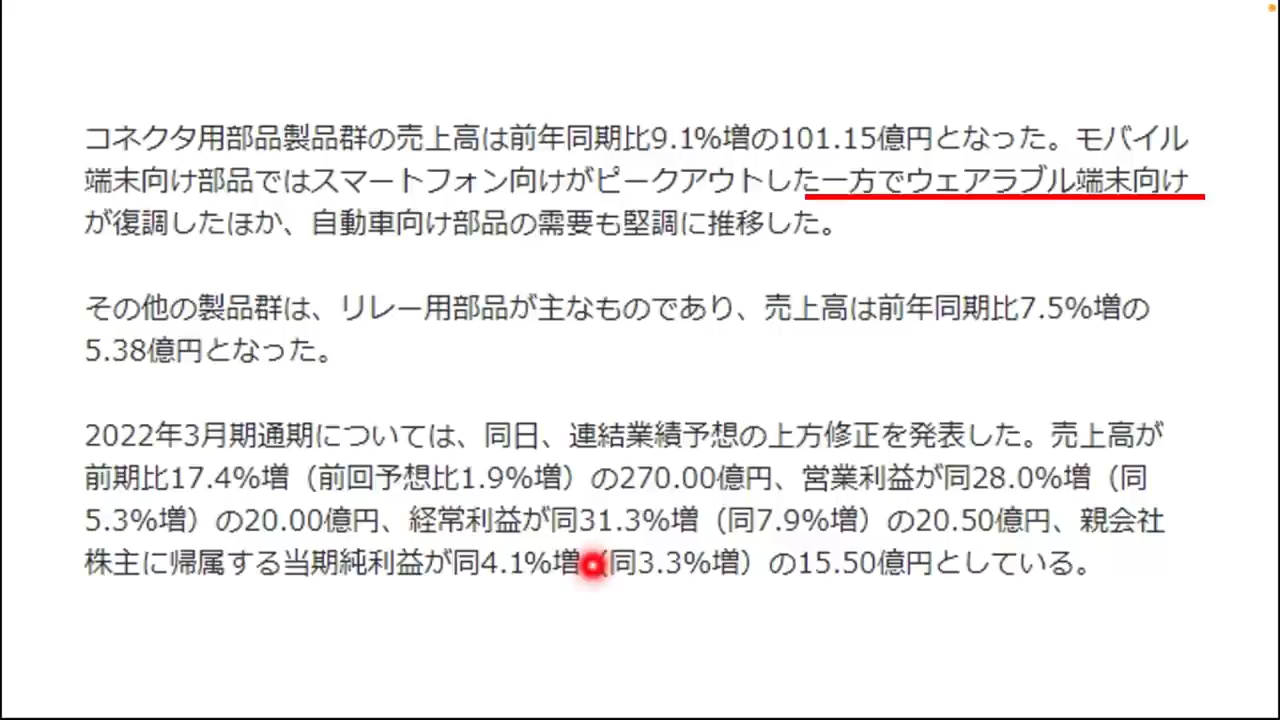 コネクタ用部品製品群の売上高は前年同期比9.1%増の101.15億円となった。モバイル
端末向け部品ではスマートフォン向けがピークアウトした一方でウェアラブル端末向け
が復調したほか、自動車向け部品の需要も堅調に推移した。
その他の製品群は、リレー用部品が主なものであり、売上高は前年同期比7.5%増の
5.38億円となった。
2022年3月期通期については、同日、連結業績予想の上方修正を発表した。売上高が
前期比17.4%増（前回予想比1.9%増）の270.00億円、営業利益が同28.0%増（同
5.3%増）の20.00億円、経常利益が同31.3%増（同7.9%増）の20.50億円、親会社
株主に帰属する当期純利益が同4.1%増（同3.3%増）の15.50億円としている。